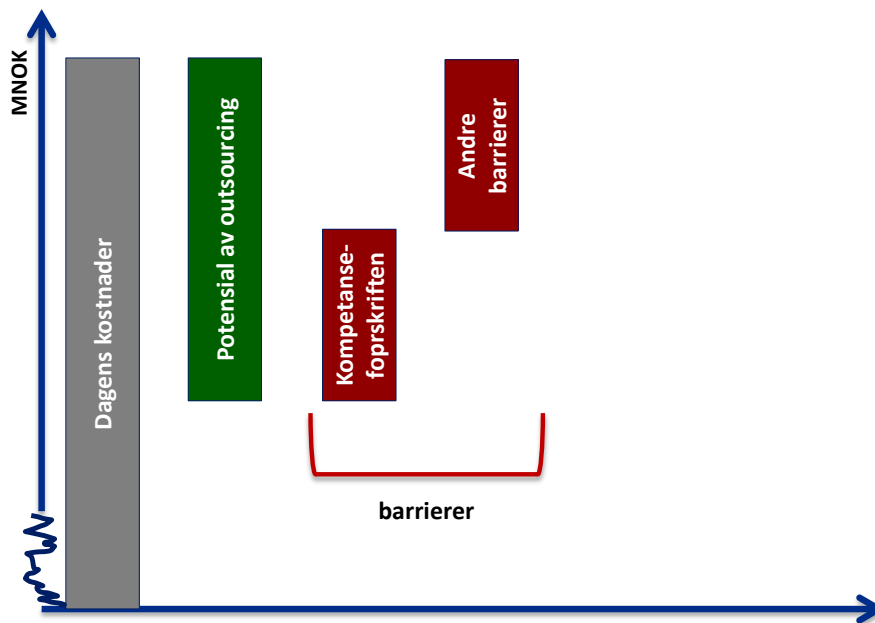 MNOK
Dagens kostnader
Potensial av outsourcing
Kompetanse-
foprskriften
Andre
barrierer
barrierer